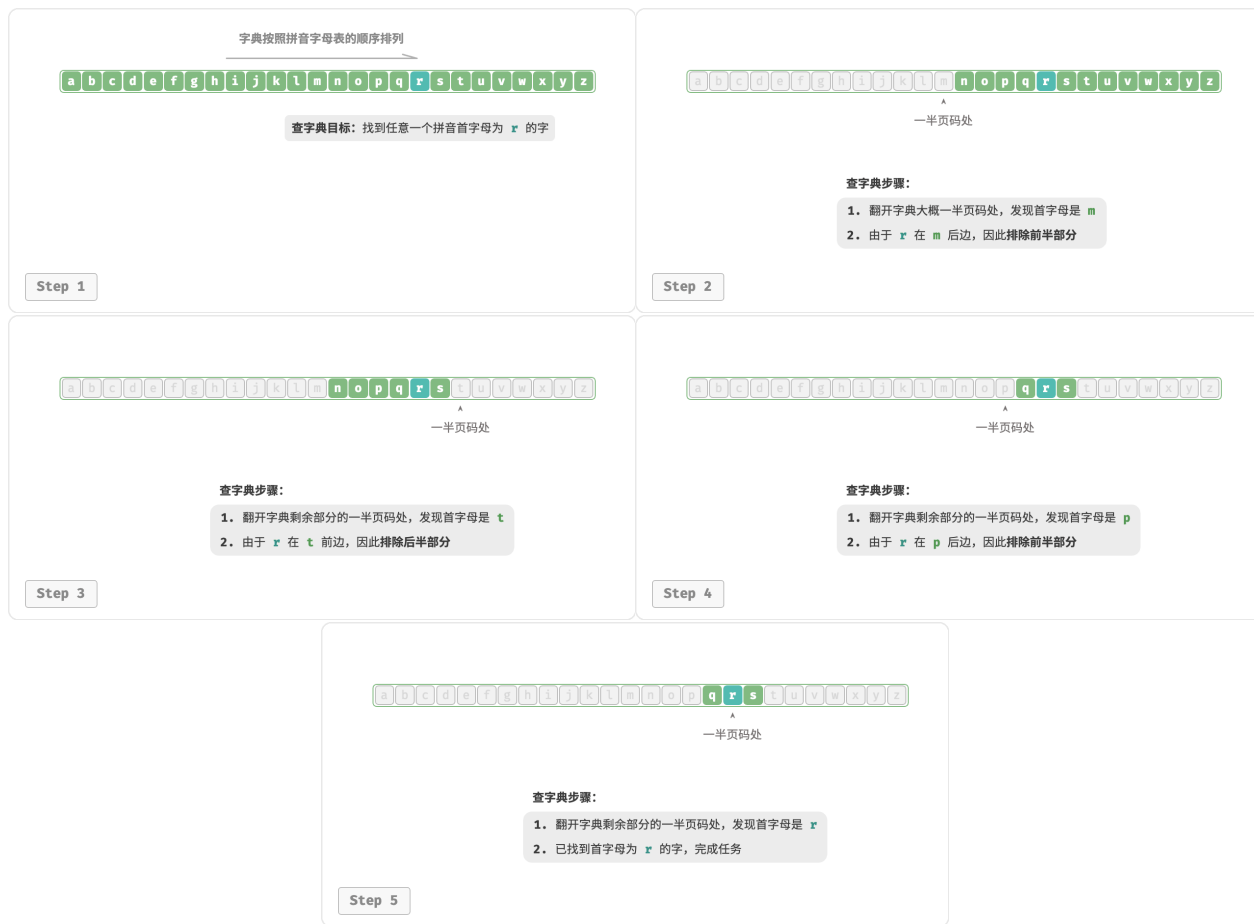 字典按照拼音字母表的顺序排列
a b c d e f g h i j k l m n o p q r s t u v w x y z
查字典目标：找到任意一个拼音首字母为 r 的字
Step 1
a b c d e f g h i j k l m n o p q r s t u v w x y z
一半页码处
查字典步骤：
1. 翻开字典大概一半页码处，发现首字母是 m
2. 由于 r 在 m 后边，因此排除前半部分
Step 2
a b c d e f g h i j k l m n o p q r s t u v w x y z
一半页码处
查字典步骤：
1. 翻开字典剩余部分的一半页码处，发现首字母是 t
2. 由于 r 在 t 前边，因此排除后半部分
Step 3
a b c d e f g h i j k l m n o p q r s t u v w x y z
一半页码处
查字典步骤：
1. 翻开字典剩余部分的一半页码处，发现首字母是 p
2. 由于 r 在 p 后边，因此排除前半部分
Step 4
a b c d e f g h i j k l m n o p q r s t u v w x y z
一半页码处
查字典步骤：
1. 翻开字典剩余部分的一半页码处，发现首字母是 r
2. 已找到首字母为 r 的字，完成任务
Step 5